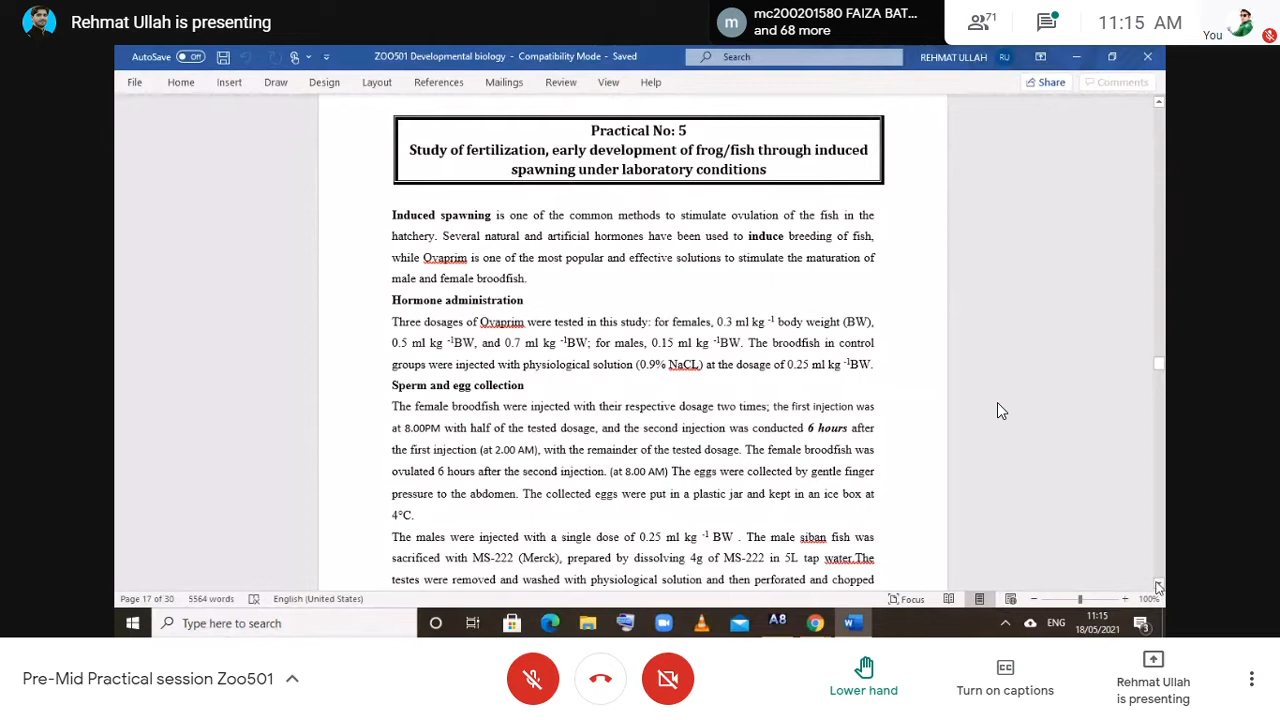 Rehmat Ullah is presenting
m
mc200201580 FAIZA BAT...
and 68 more
71
11:15 AM
You
AutoSave Off
ZOO501 Developmental biology - Compatibility Mode - Saved
Search
REHMAT ULLAH
RU
File Home Insert Draw Design Layout References Mailings Review View Help
Share
Comments
Practical No: 5
Study of fertilization, early development of frog/fish through induced
spawning under laboratory conditions
Induced spawning is one of the common methods to stimulate ovulation of the fish in the
hatchery. Several natural and artificial hormones have been used to induce breeding of fish,
while Ovaprim is one of the most popular and effective solutions to stimulate the maturation of
male and female broodfish.
Hormone administration
Three dosages of Ovaprim were tested in this study: for females, 0.3 ml kg -1 body weight (BW),
0.5 ml kg -1BW, and 0.7 ml kg -1BW; for males, 0.15 ml kg -1BW. The broodfish in control
groups were injected with physiological solution (0.9% NaCL) at the dosage of 0.25 ml kg -1BW.
Sperm and egg collection
The female broodfish were injected with their respective dosage two times; the first injection was
at 8.00PM with half of the tested dosage, and the second injection was conducted 6 hours after
the first injection (at 2.00 AM), with the remainder of the tested dosage. The female broodfish was
ovulated 6 hours after the second injection. (at 8.00 AM) The eggs were collected by gentle finger
pressure to the abdomen. The collected eggs were put in a plastic jar and kept in an ice box at
4°C.
The males were injected with a single dose of 0.25 ml kg -1 BW . The male siban fish was
sacrificed with MS-222 (Merck), prepared by dissolving 4g of MS-222 in 5L tap water.The
testes were removed and washed with physiological solution and then perforated and chopped
Page 17 of 30
5564 words
English (United States)
Focus
100%
Type here to search
A8
ENG
11:15
18/05/2021
3
Pre-Mid Practical session Zoo501
Lower hand
Turn on captions
Rehmat Ullah
is presenting